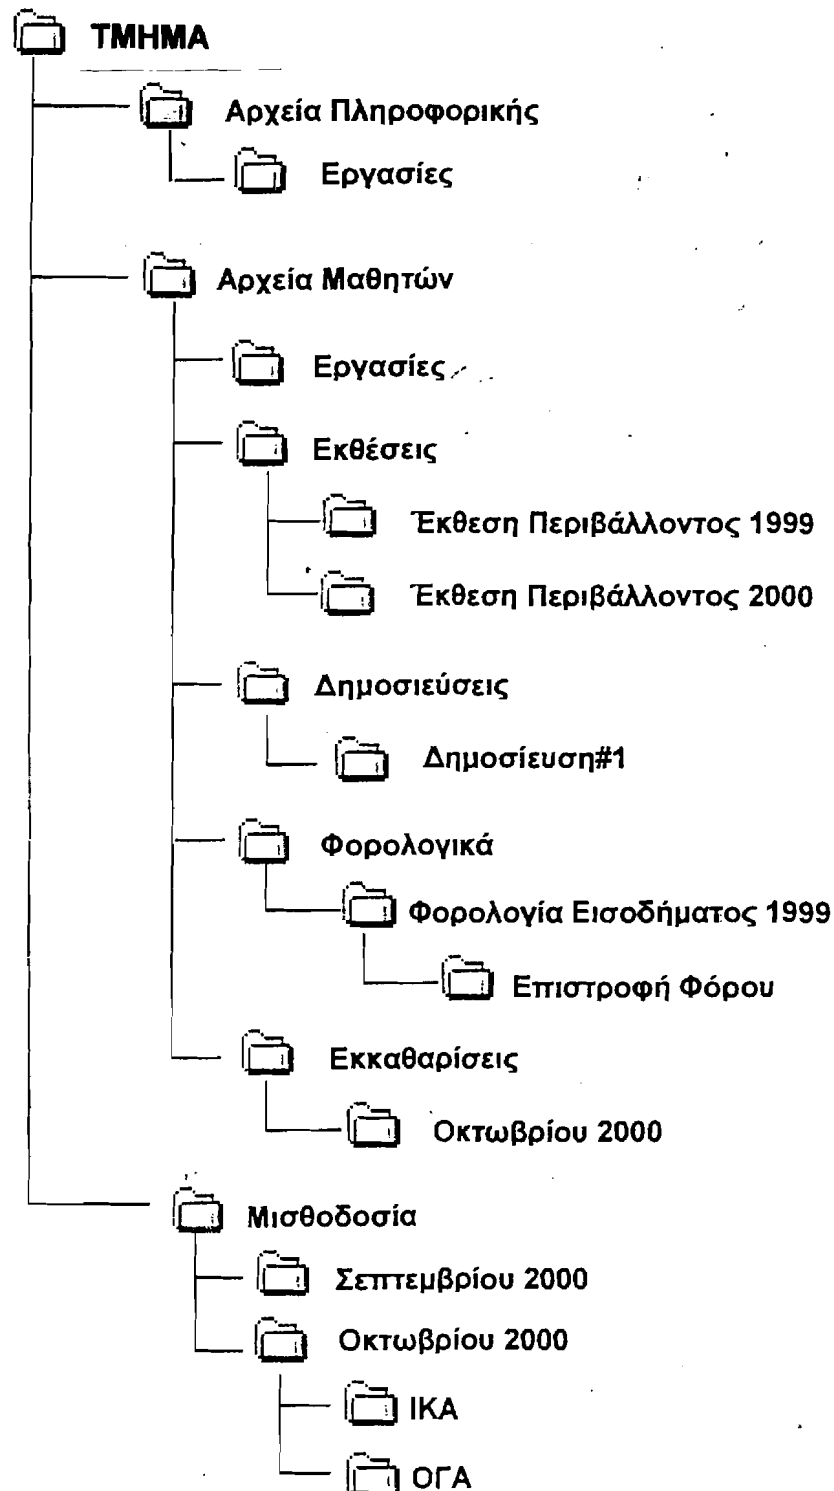 ΤΜΗΜΑ
Αρχεία Πληροφορικής
Εργασίες
Αρχεία Μαθητών
Εργασίες
Εκθέσεις
Έκθεση Περιβάλλοντος 1999
Έκθεση Περιβάλλοντος 2000
Δημοσιεύσεις
Δημοσίευση#1
Φορολογικά
Φορολογία Εισοδήματος 1999
Επιστροφή Φόρου
Εκκαθαρίσεις
Οκτωβρίου 2000
Μισθοδοσία
Σεπτεμβρίου 2000
Οκτωβρίου 2000
ΙΚΑ
ΟΓΑ